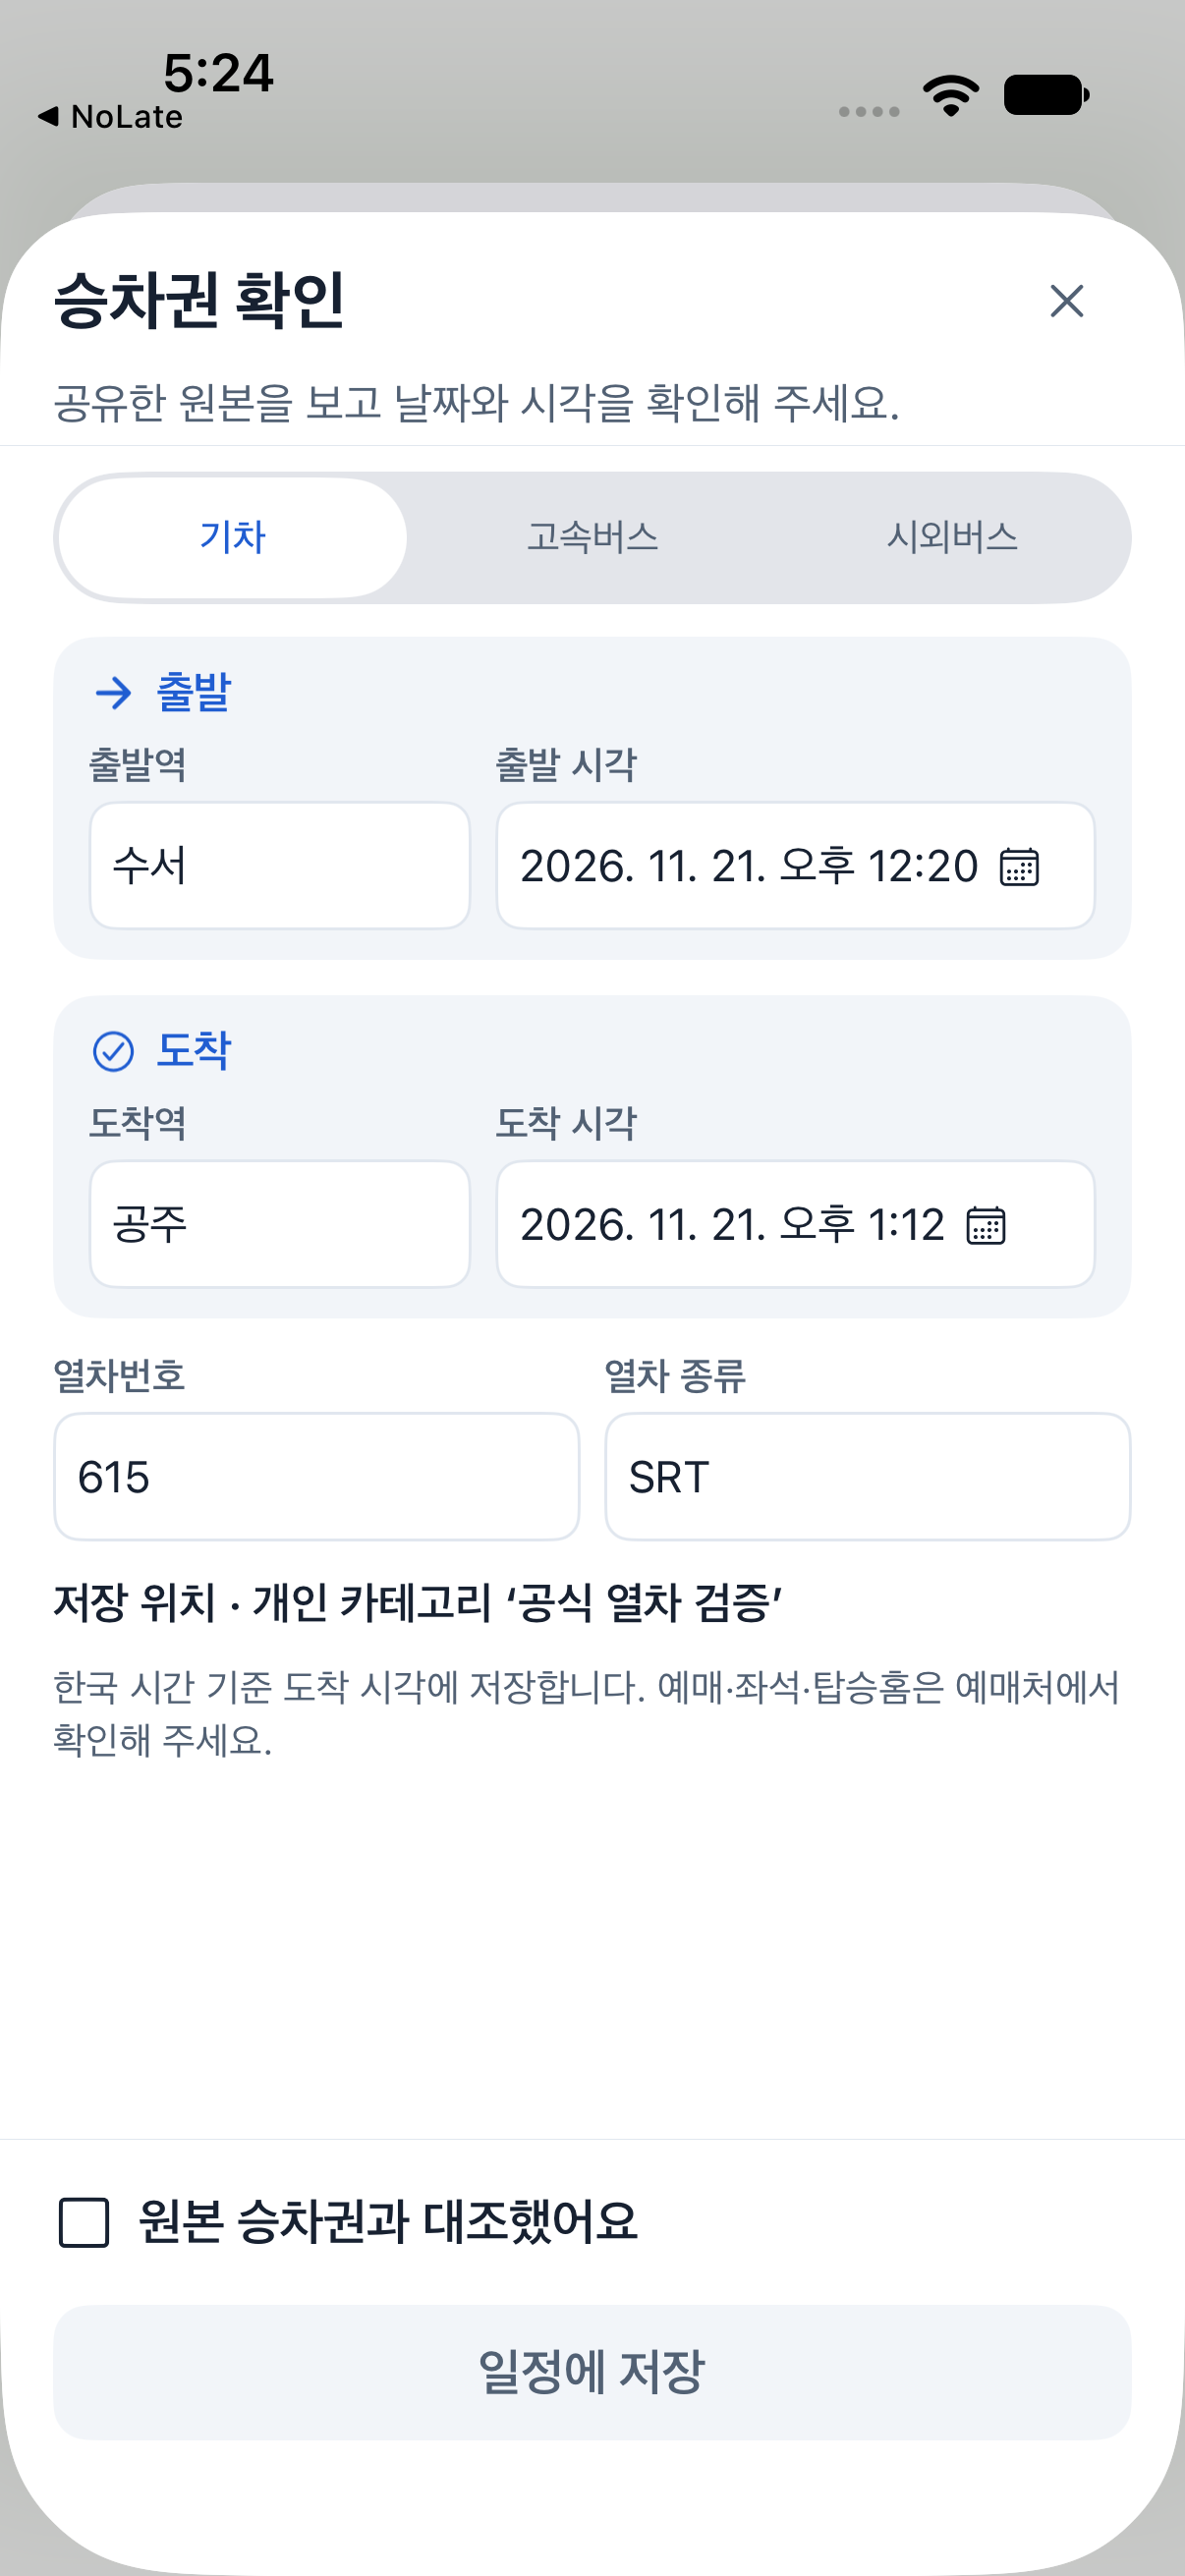 5:24
◀ NoLate
승차권 확인
공유한 원본을 보고 날짜와 시각을 확인해 주세요.
기차 고속버스 시외버스
출발
출발역 출발 시각
수서 2026. 11. 21. 오후 12:20
도착
도착역 도착 시각
공주 2026. 11. 21. 오후 1:12
열차번호 열차 종류
615 SRT
저장 위치 · 개인 카테고리 ‘공식 열차 검증’
한국 시간 기준 도착 시각에 저장합니다. 예매·좌석·탑승홈은 예매처에서
확인해 주세요.
원본 승차권과 대조했어요
일정에 저장